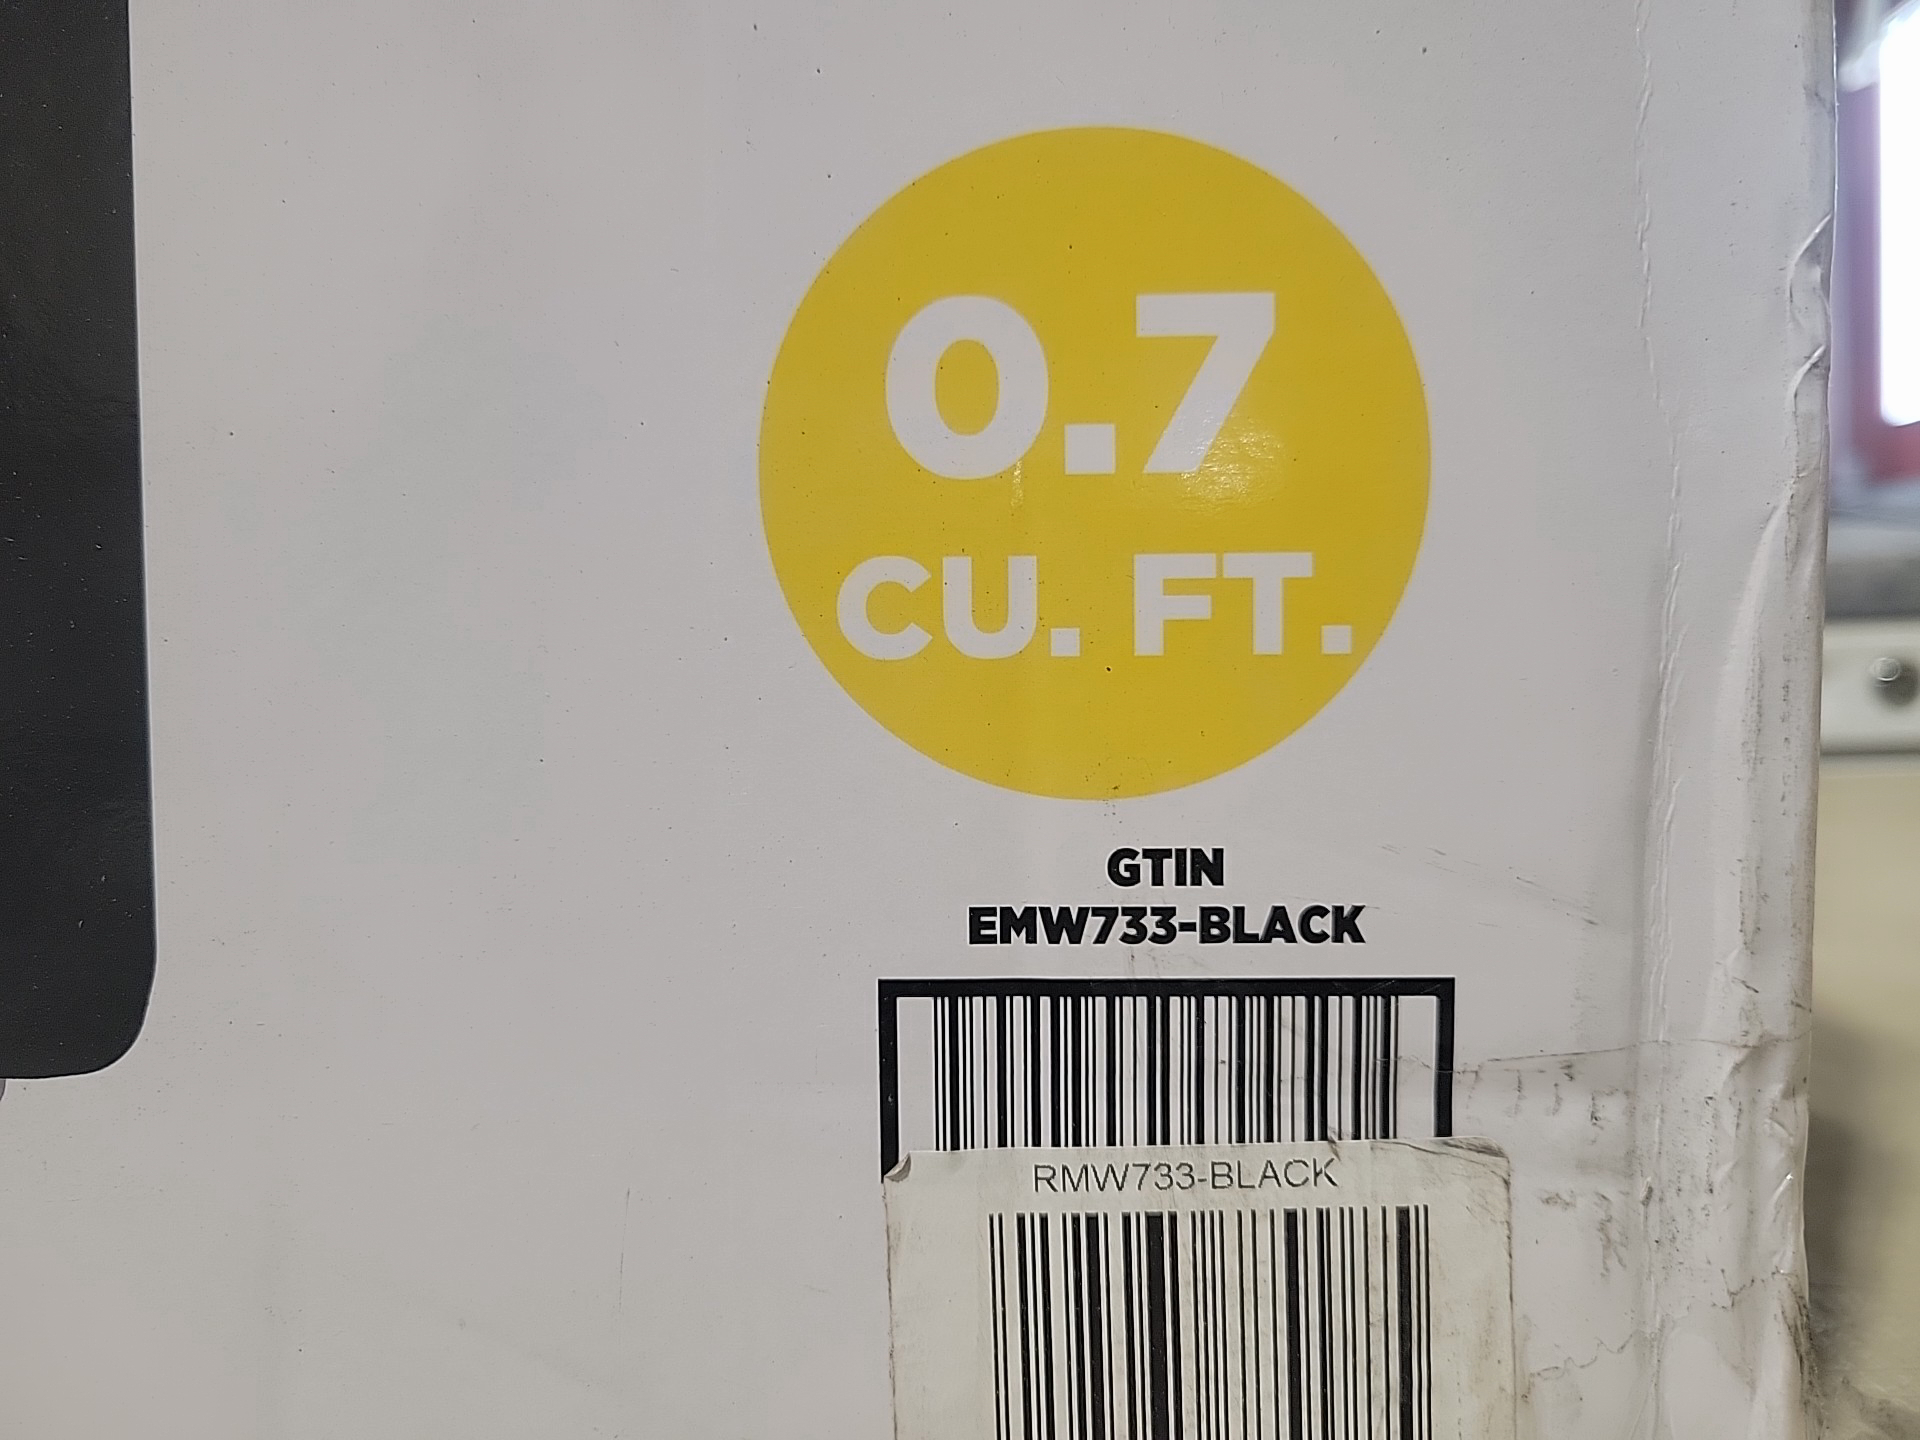 0.7
CU. FT.
GTIN
EMW733-BLACK
RMW733-BLACK